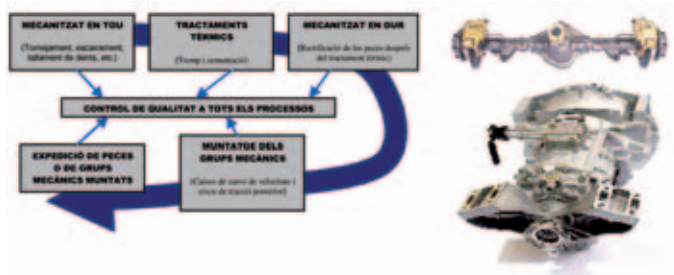 MECANITZAT EN TOU
(Tornejament, escairament,
tallament de dents, etc.)
TRACTAMENTS
TÈRMICS
(Tremp i cementació)
MECANITZAT EN DUR
(Rectificació de les peces després
del tractament tèrmic)
CONTROL DE QUALITAT A TOTS ELS PROCESSOS
EXPEDICIÓ DE PECES
O DE GRUPS
MECÀNICS MUNTATS
MUNTATGE DELS
GRUPS MECÀNICS
(Caixes de canvi de velocitats i
eixos de tracció posterior)